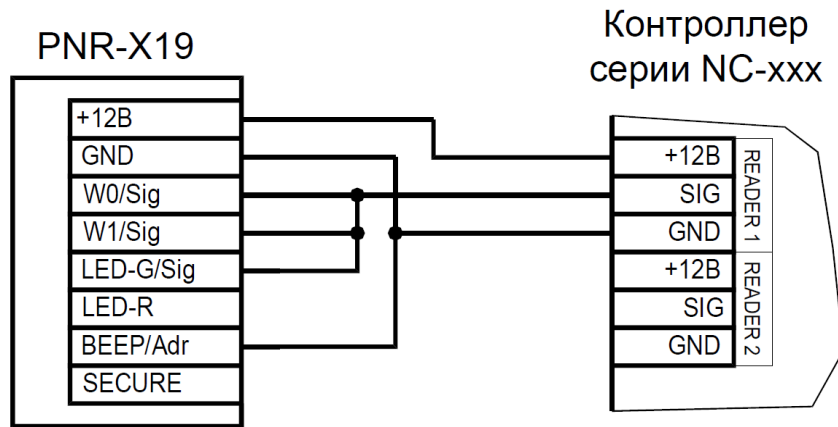 PNR-X19
+12В
GND
W0/Sig
W1/Sig
LED-G/Sig
LED-R
BEEP/Adr
SECURE
Контроллер
серии NC-xxx
+12В
SIG
GND
READER 1
+12В
SIG
GND
READER 2